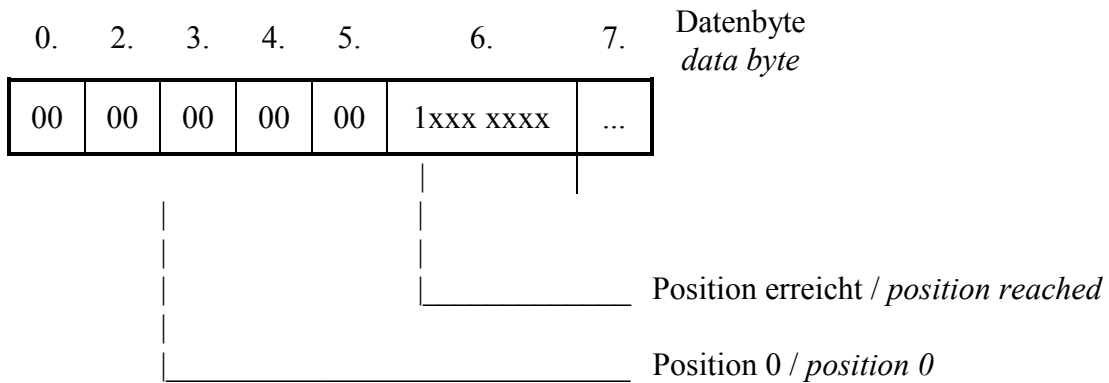 0. 2. 3. 4. 5. 6. 7. Datenbyte
data byte
00 00 00 00 00 1xxx xxxx ...
Position erreicht / position reached
Position 0 / position 0